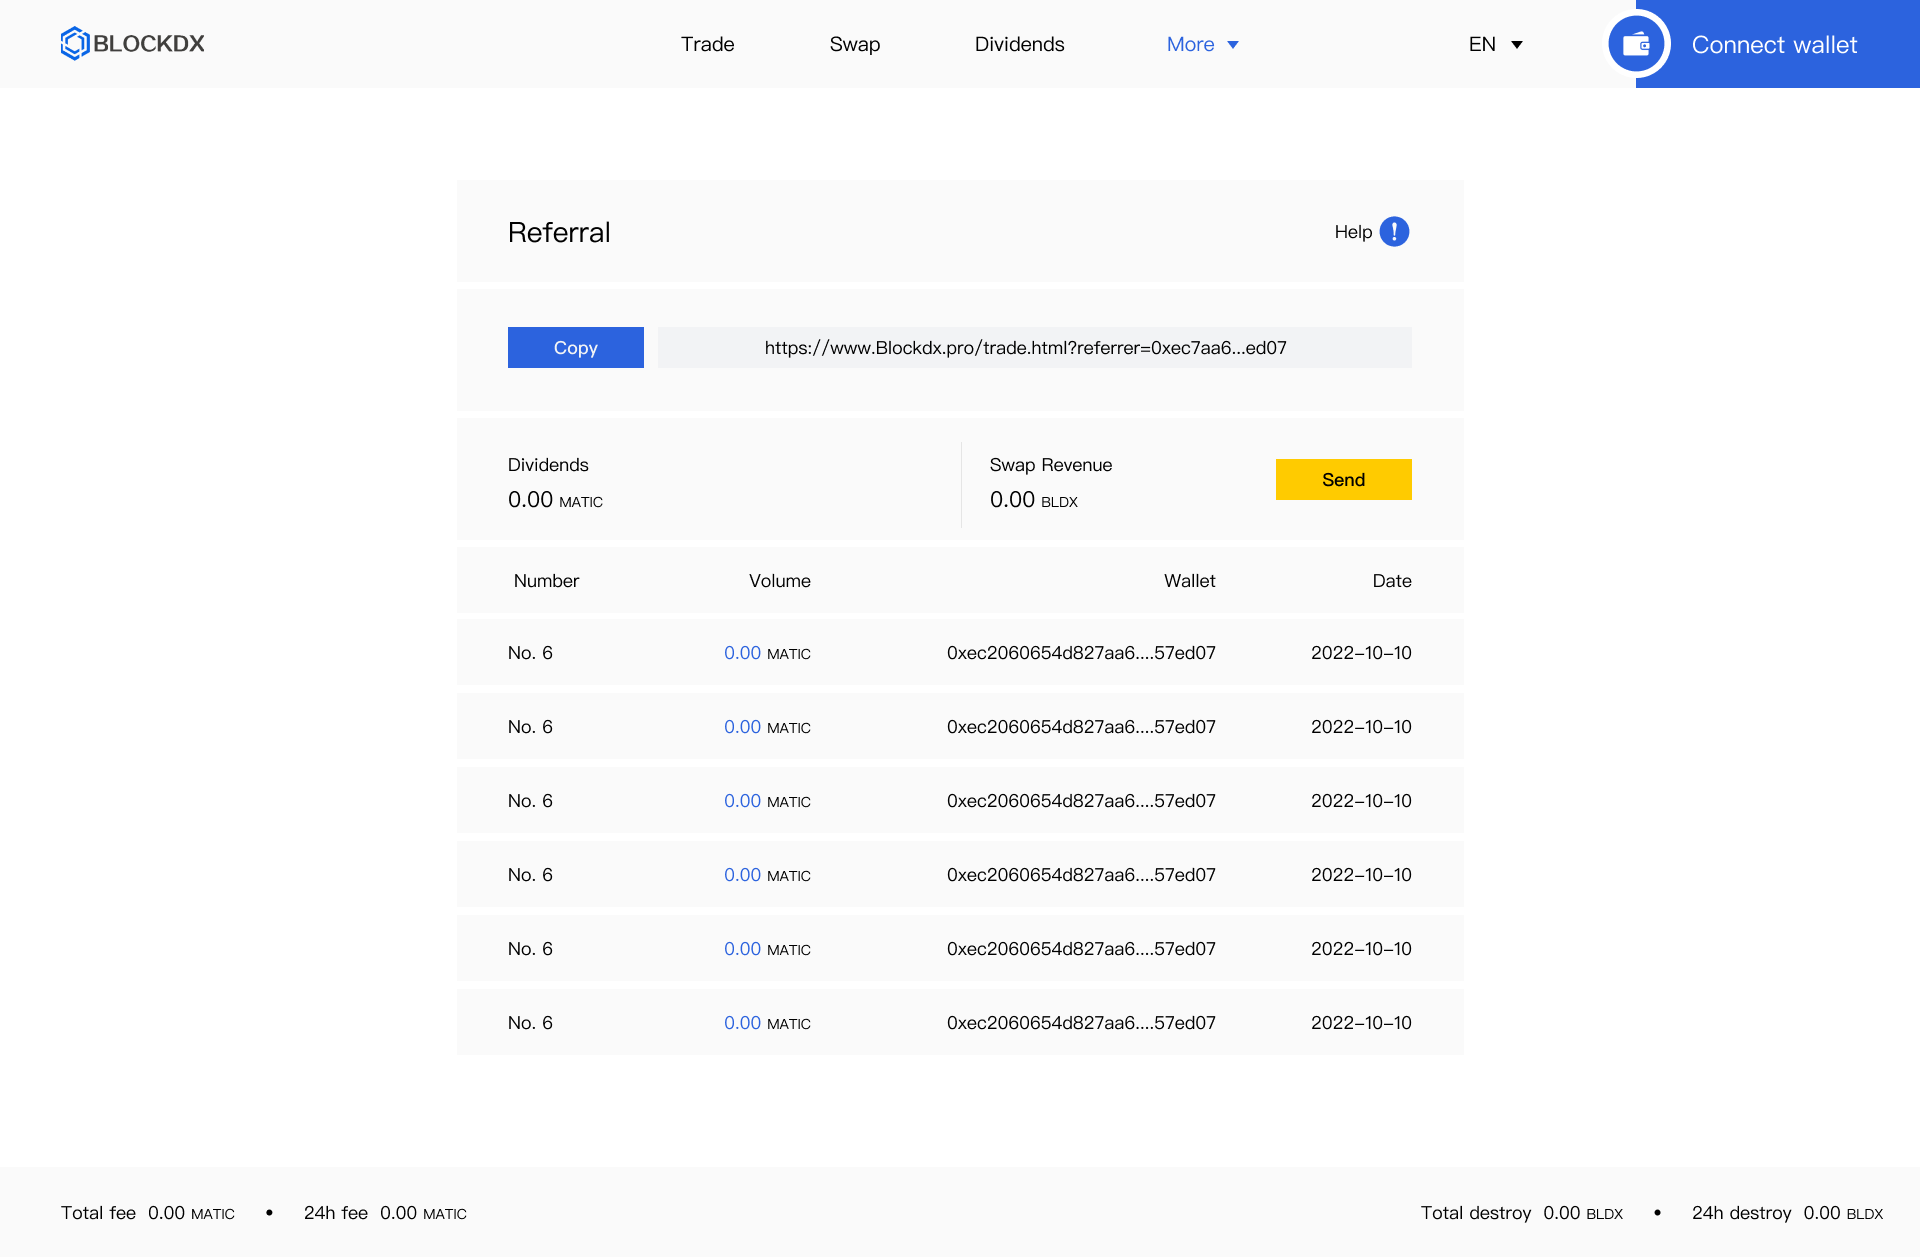 BLOCKDX Trade Swap Dividends More EN Connect wallet
Referral Help
Copy https://www.Blockdx.pro/trade.html?referrer=0xec7aa6...ed07
Dividends Swap Revenue
0.00 MATIC 0.00 BLDX Send
Number Volume Wallet Date
No. 6 0.00 MATIC 0xec2060654d827aa6....57ed07 2022-10-10
No. 6 0.00 MATIC 0xec2060654d827aa6....57ed07 2022-10-10
No. 6 0.00 MATIC 0xec2060654d827aa6....57ed07 2022-10-10
No. 6 0.00 MATIC 0xec2060654d827aa6....57ed07 2022-10-10
No. 6 0.00 MATIC 0xec2060654d827aa6....57ed07 2022-10-10
No. 6 0.00 MATIC 0xec2060654d827aa6....57ed07 2022-10-10
Total fee 0.00 MATIC • 24h fee 0.00 MATIC Total destroy 0.00 BLDX • 24h destroy 0.00 BLDX